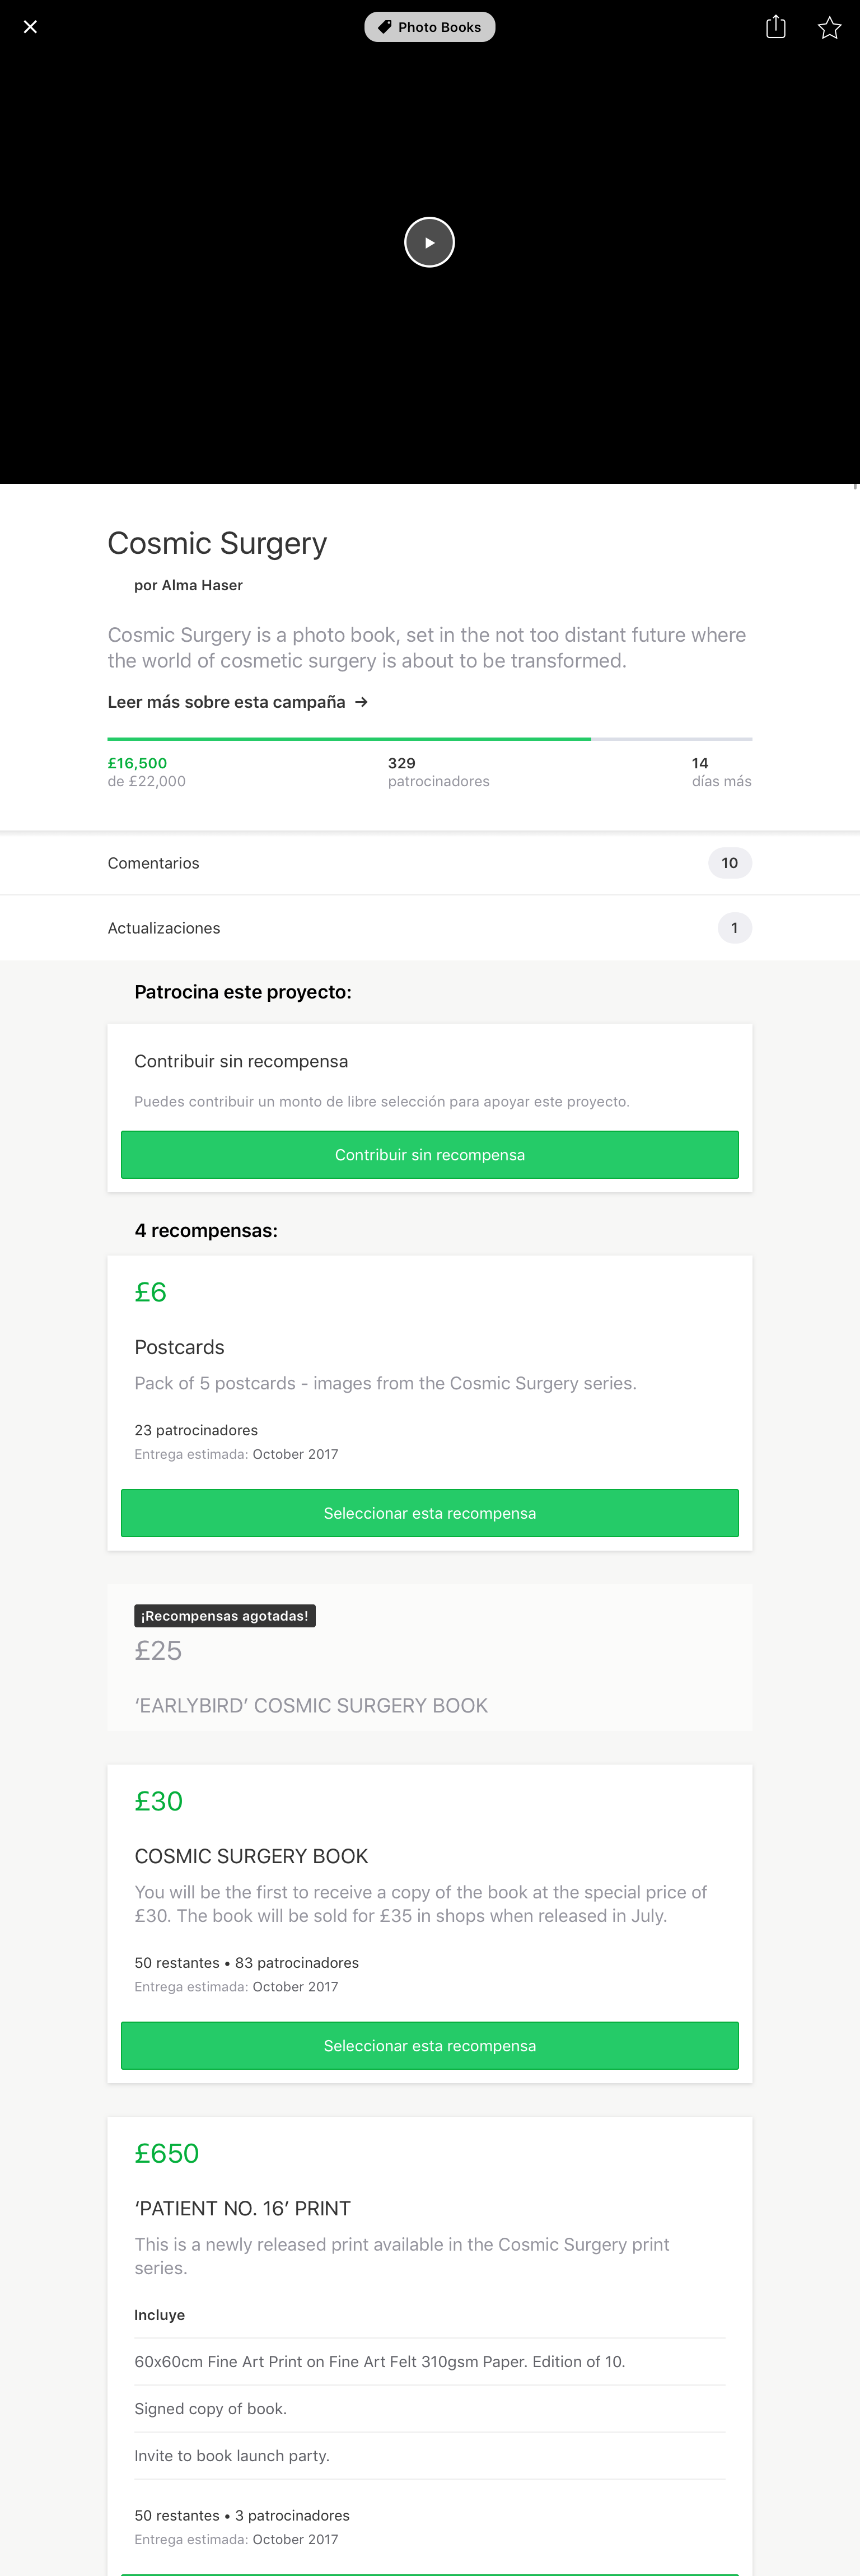 Photo Books
Cosmic Surgery
por Alma Haser
Cosmic Surgery is a photo book, set in the not too distant future where
the world of cosmetic surgery is about to be transformed.
Leer más sobre esta campaña →
£16,500
de £22,000
329
patrocinadores
14
días más
Comentarios
10
Actualizaciones
1
Patrocina este proyecto:
Contribuir sin recompensa
Puedes contribuir un monto de libre selección para apoyar este proyecto.
Contribuir sin recompensa
4 recompensas:
£6
Postcards
Pack of 5 postcards - images from the Cosmic Surgery series.
23 patrocinadores
Entrega estimada: October 2017
Seleccionar esta recompensa
¡Recompensas agotadas!
£25
‘EARLYBIRD’ COSMIC SURGERY BOOK
£30
COSMIC SURGERY BOOK
You will be the first to receive a copy of the book at the special price of
£30. The book will be sold for £35 in shops when released in July.
50 restantes • 83 patrocinadores
Entrega estimada: October 2017
Seleccionar esta recompensa
£650
‘PATIENT NO. 16’ PRINT
This is a newly released print available in the Cosmic Surgery print
series.
Incluye
60x60cm Fine Art Print on Fine Art Felt 310gsm Paper. Edition of 10.
Signed copy of book.
Invite to book launch party.
50 restantes • 3 patrocinadores
Entrega estimada: October 2017